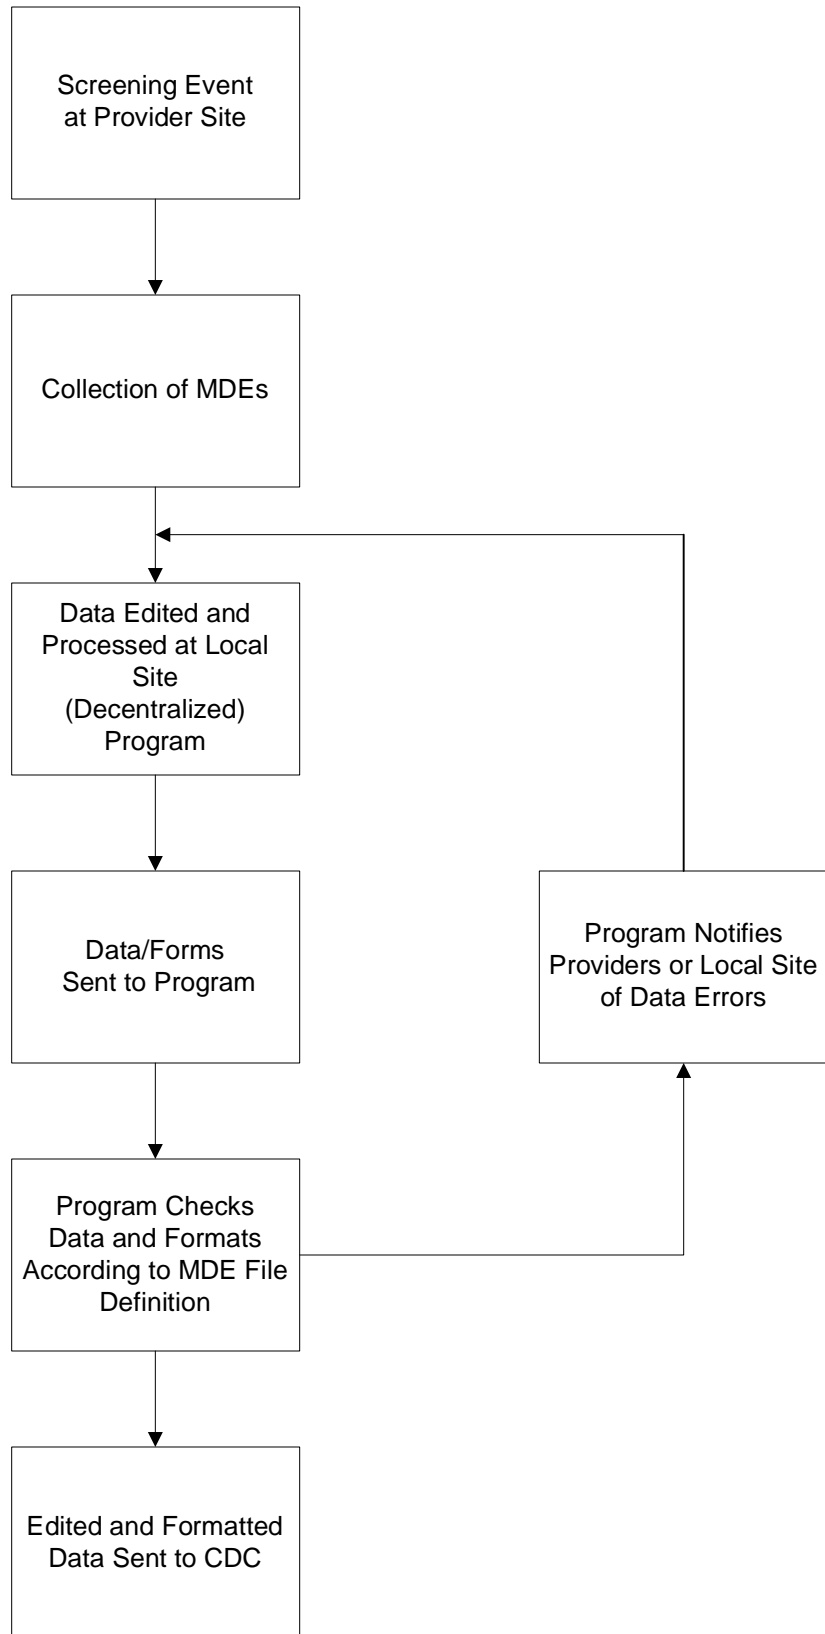 Screening Event
at Provider Site
Collection of MDEs
Data Edited and
Processed at Local
Site
(Decentralized)
Program
Data/Forms
Sent to Program
Program Notifies
Providers or Local Site
of Data Errors
Program Checks
Data and Formats
According to MDE File
Definition
Edited and Formatted
Data Sent to CDC